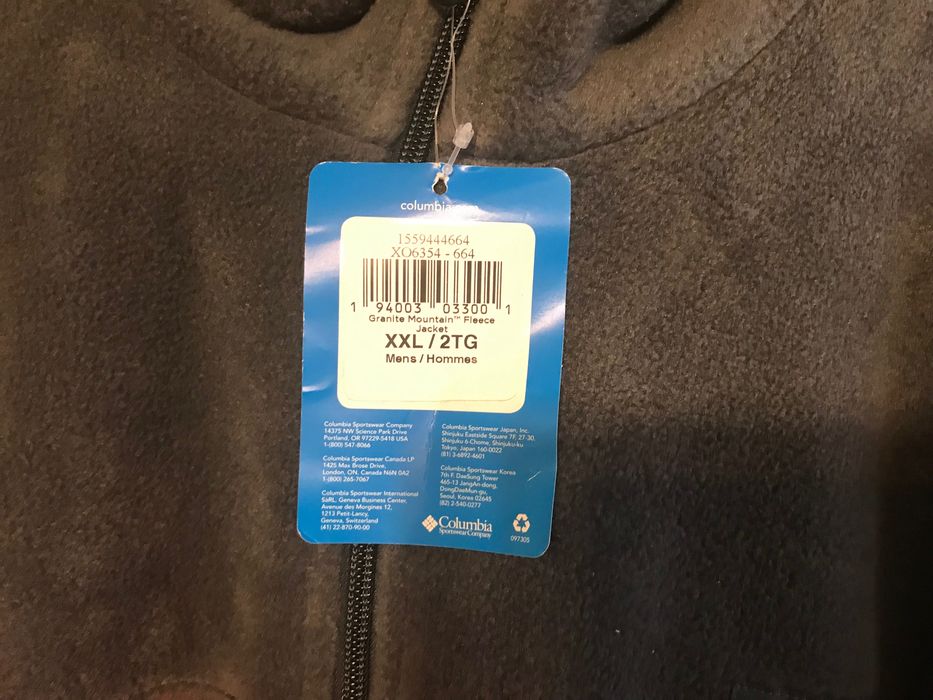 columbia.com
1559444664
XO6354 - 664
1 94003 03300 1
Granite Mountain™ Fleece
Jacket
XXL / 2TG
Mens / Hommes
Columbia Sportswear Company
14375 NW Science Park Drive
Portland, OR 97229-5418 USA
1-(800) 547-8066
Columbia Sportswear Canada LP
1425 Max Brose Drive,
London, ON, Canada N6N 0A2
1-(800) 265-7067
Columbia Sportswear International
SàRL, Geneva Business Center,
Avenue des Morgines 12,
1213 Petit-Lancy,
Geneva, Switzerland
(41) 22-870-90-00
Columbia Sportswear Japan, Inc.
Shinjuku Eastside Square 7F, 27-30,
Shinjuku 6-Chome, Shinjuku-ku
Tokyo, Japan 160-0022
(81) 3-6892-4601
Columbia Sportswear Korea
7th F. DaeSung Tower
465-13 JangAn-dong,
DongDaeMun-gu,
Seoul, Korea 02645
(82) 2-540-0277
Columbia
Sportswear Company
097305